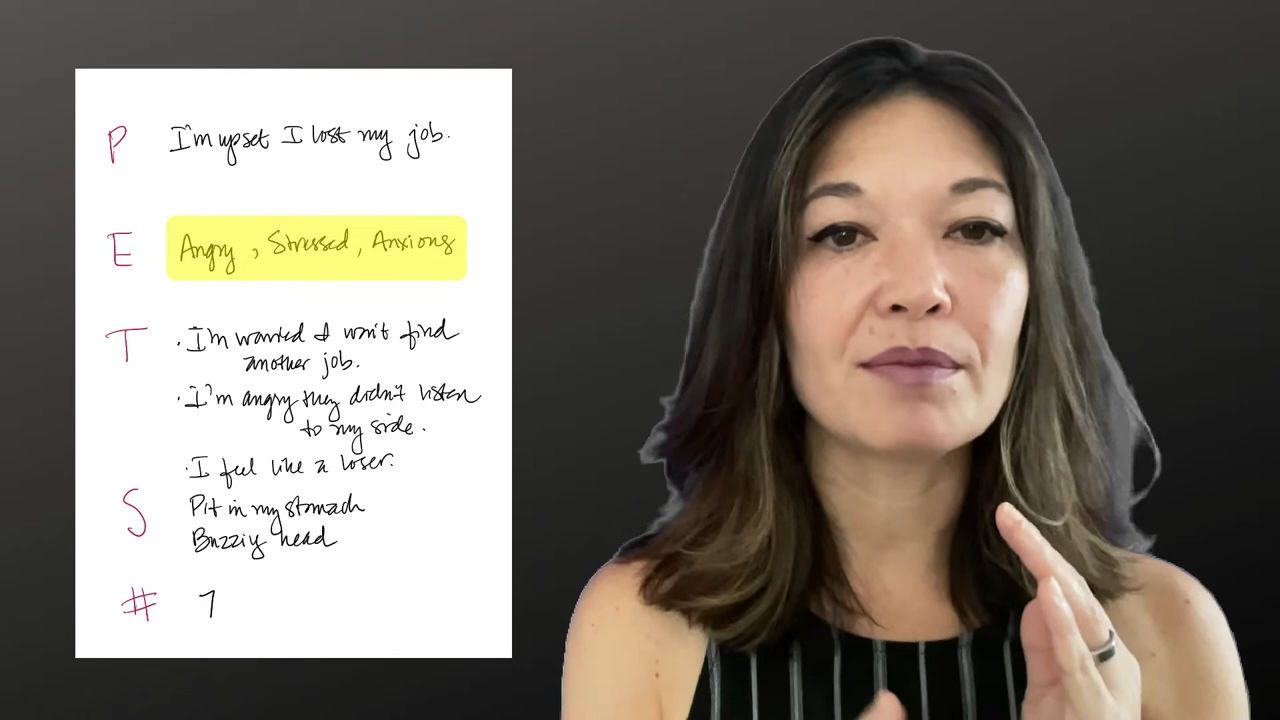 P I'm upset I lost my job.
E Angry, Stressed, Anxious
T · I'm worried I won't find
another job.
· I'm angry they didn't listen
to my side.
· I feel like a loser.
S Pit in my stomach
Buzziy head
# 7